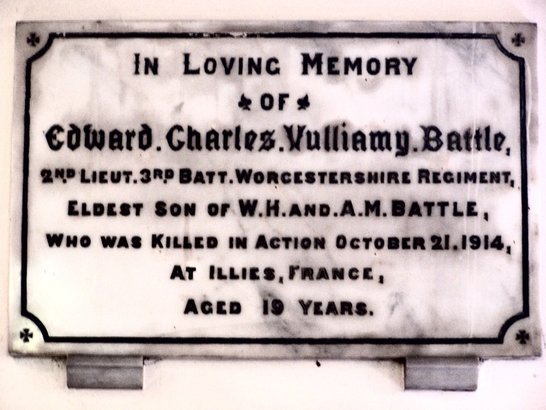 IN LOVING MEMORY
OF
Edward. Charles. Vulliamy. Battle,
2ND LIEUT. 3RD BATT. WORCESTERSHIRE REGIMENT,
ELDEST SON OF W.H. AND. A.M. BATTLE,
WHO WAS KILLED IN ACTION OCTOBER 21. 1914,
AT ILLIES, FRANCE,
AGED 19 YEARS.